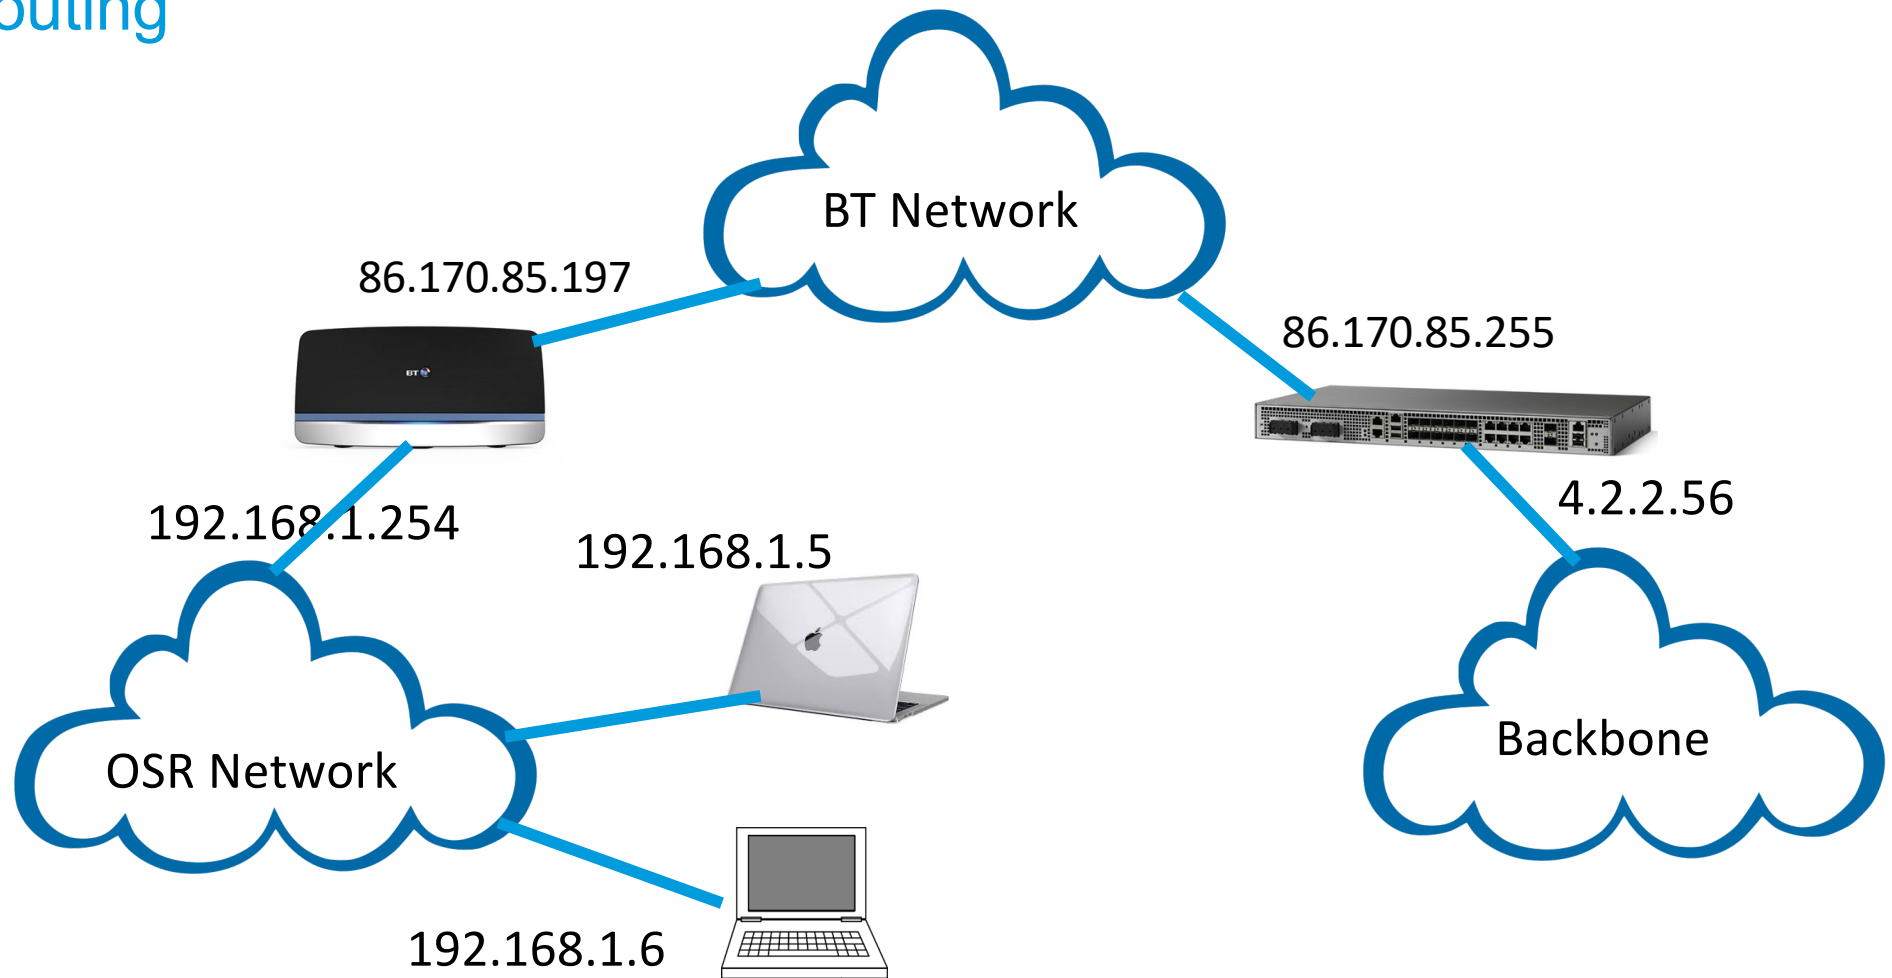 outing
BT Network
86.170.85.197
86.170.85.255
BT
4.2.2.56
192.168.1.254
192.168.1.5
Backbone
OSR Network
192.168.1.6